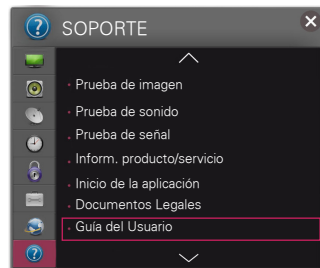 SOPORTE
Prueba de imagen
Prueba de sonido
Prueba de señal
Inform. producto/servicio
Inicio de la aplicación
Documentos Legales
Guía del Usuario